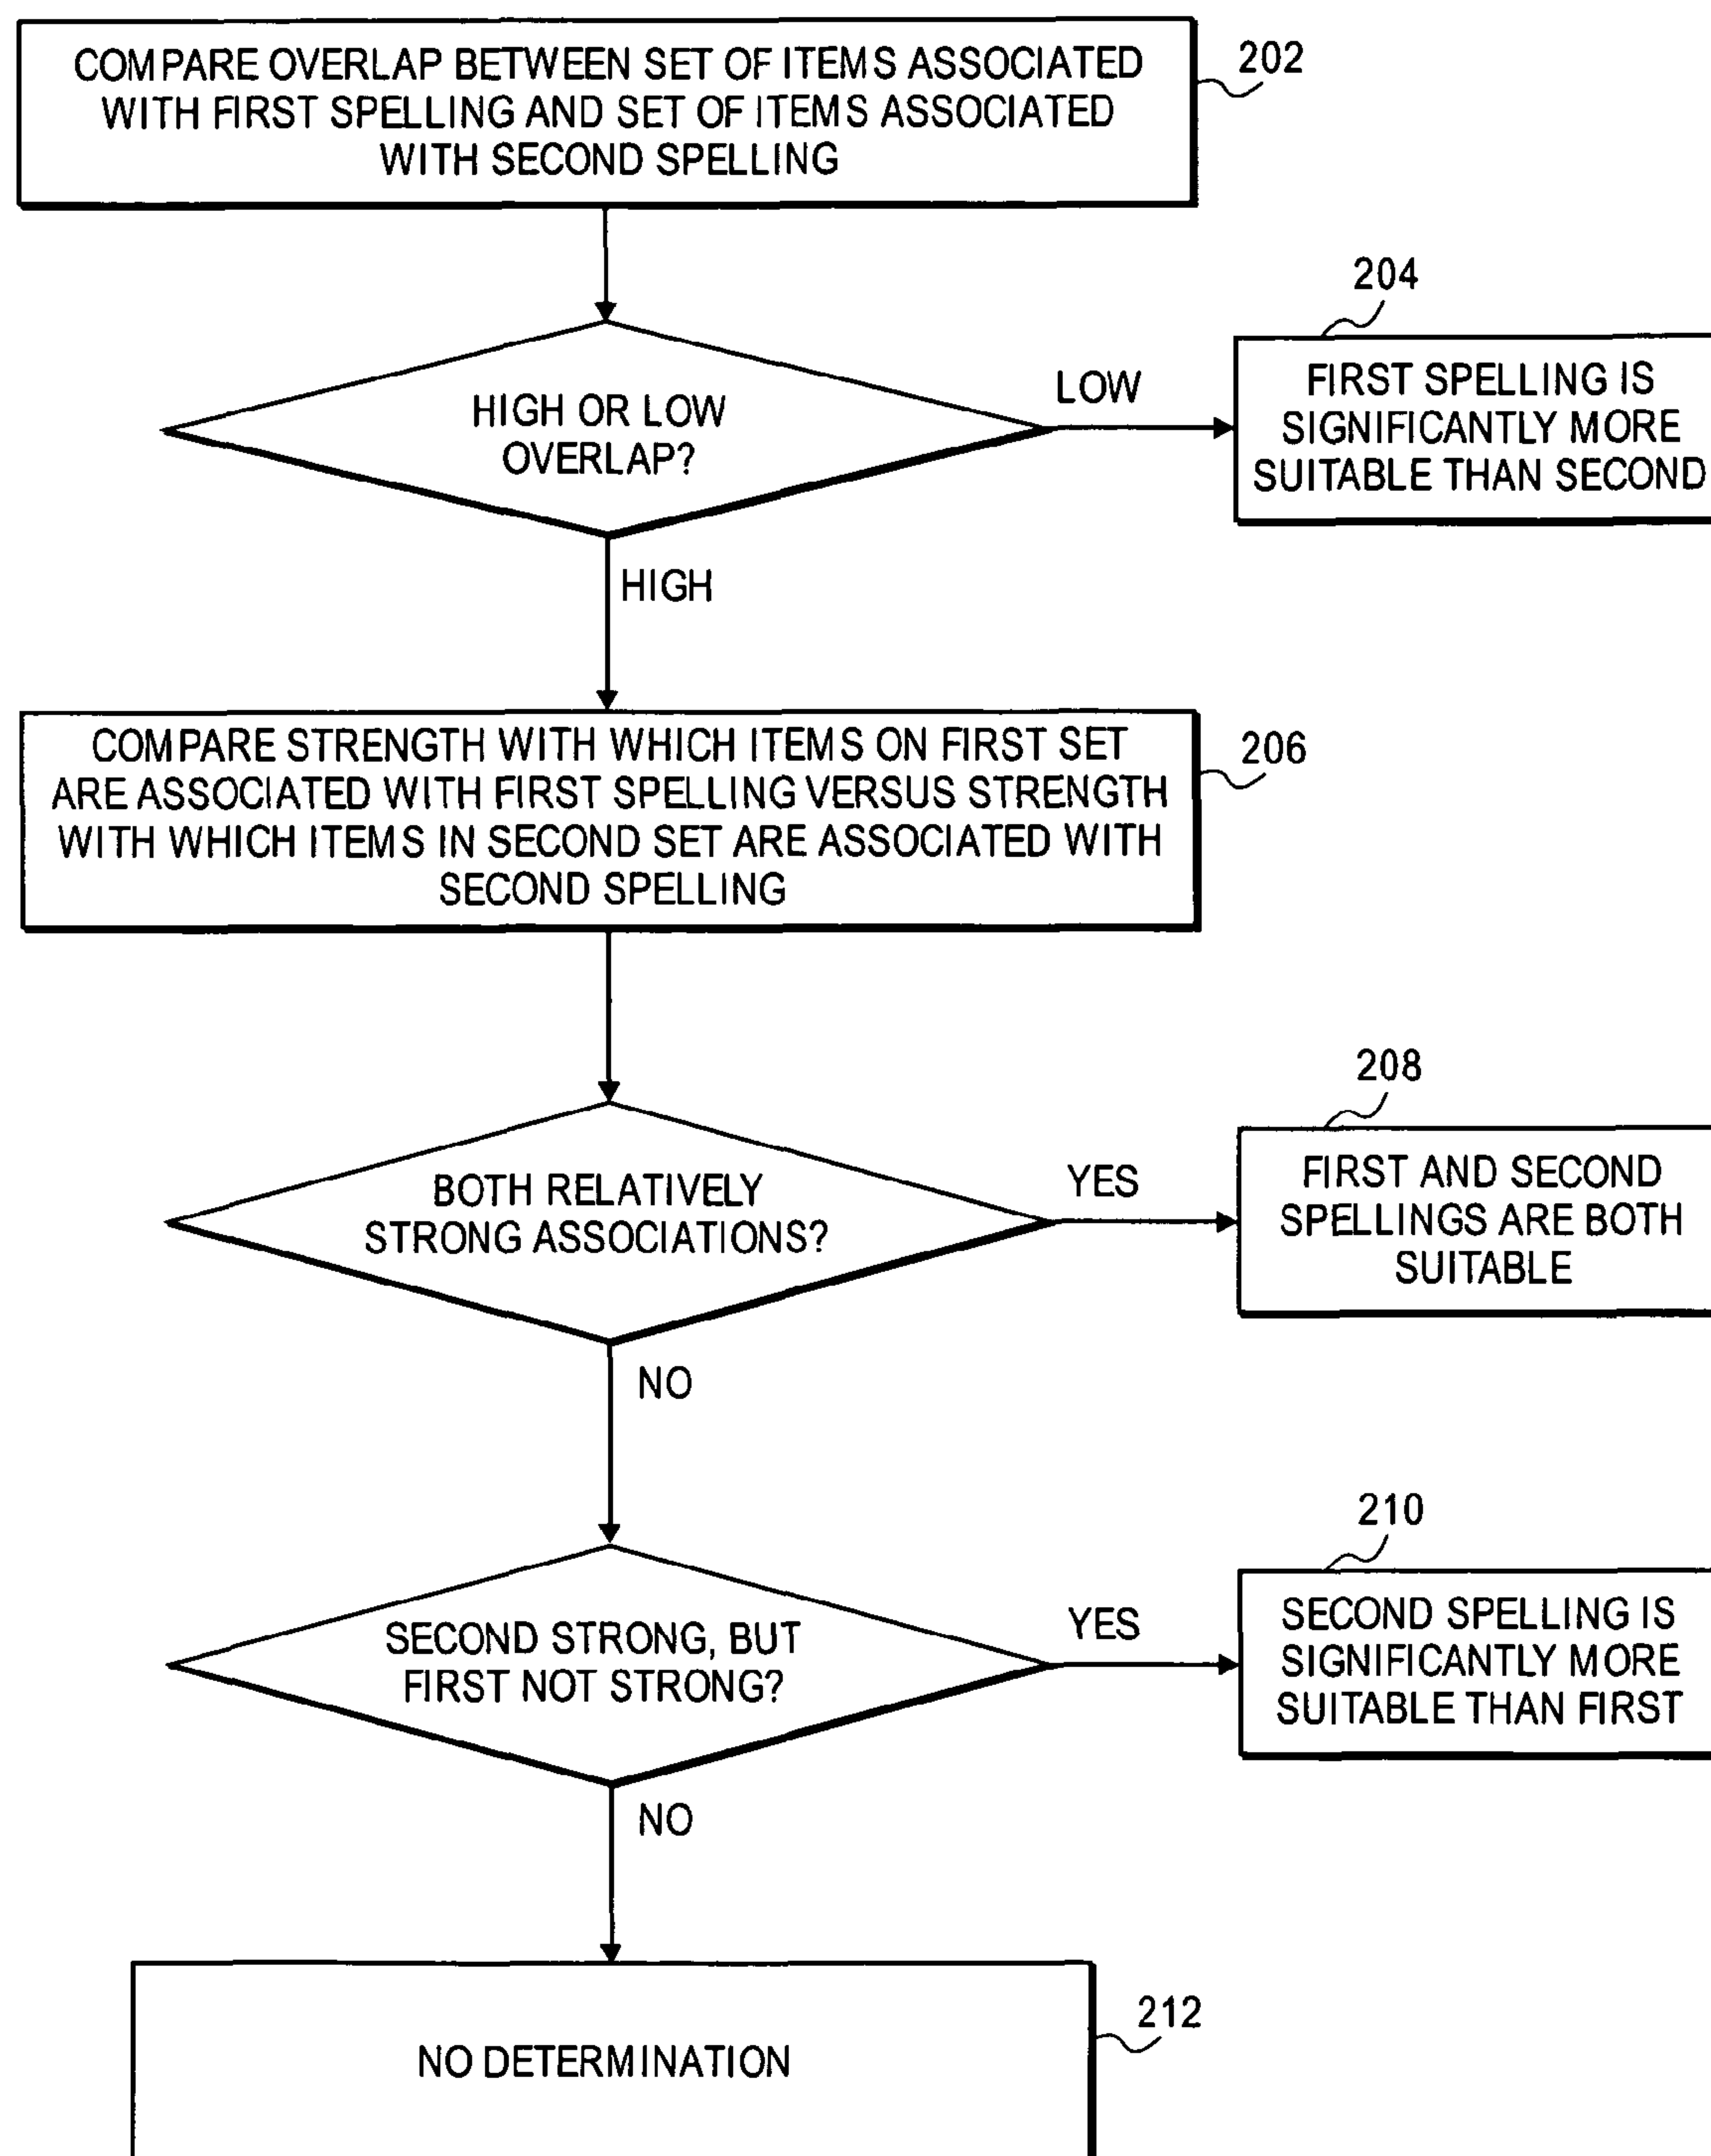 COMPARE OVERLAP BETWEEN SET OF ITEMS ASSOCIATED
WITH FIRST SPELLING AND SET OF ITEMS ASSOCIATED
WITH SECOND SPELLING
202
HIGH OR LOW
OVERLAP?
LOW
204
FIRST SPELLING IS
SIGNIFICANTLY MORE
SUITABLE THAN SECOND
HIGH
COMPARE STRENGTH WITH WHICH ITEMS ON FIRST SET
ARE ASSOCIATED WITH FIRST SPELLING VERSUS STRENGTH
WITH WHICH ITEMS IN SECOND SET ARE ASSOCIATED WITH
SECOND SPELLING
206
BOTH RELATIVELY
STRONG ASSOCIATIONS?
YES
208
FIRST AND SECOND
SPELLINGS ARE BOTH
SUITABLE
NO
SECOND STRONG, BUT
FIRST NOT STRONG?
YES
210
SECOND SPELLING IS
SIGNIFICANTLY MORE
SUITABLE THAN FIRST
NO
NO DETERMINATION
212